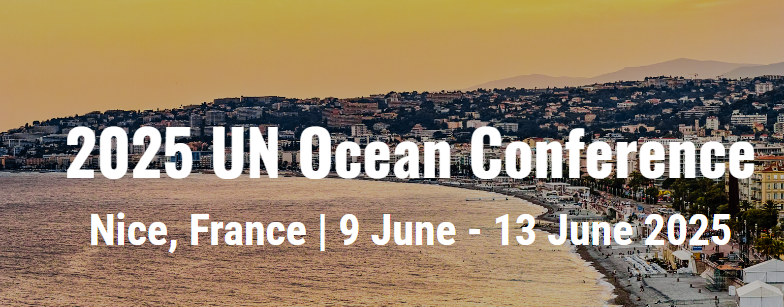 2025 UN Ocean Conference
Nice, France | 9 June - 13 June 2025